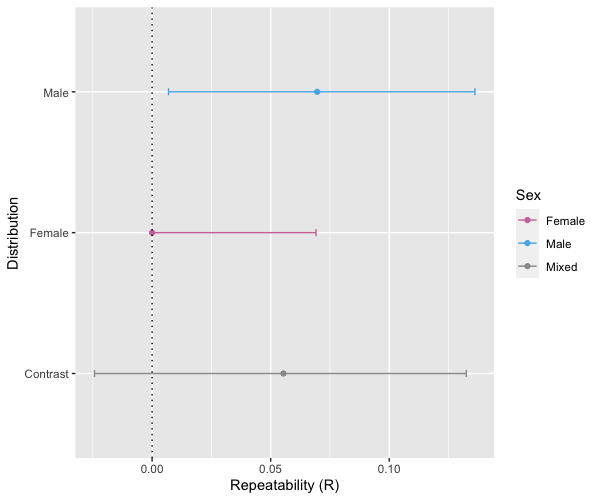 Male
Female
Contrast
Distribution
0.00
0.05
0.10
Repeatability (R)
Sex
Female
Male
Mixed